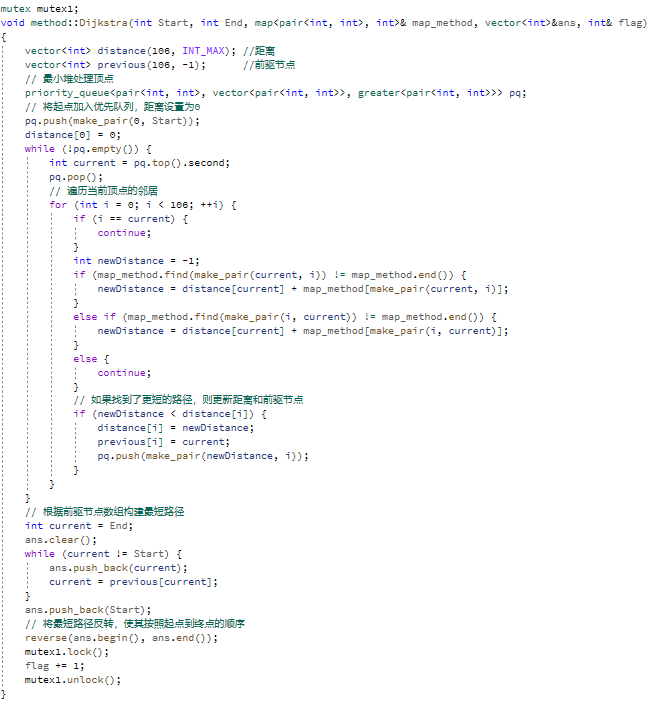 mutex mutex1;
void method::Dijkstra(int Start, int End, map<pair<int, int>, int>& map_method, vector<int>&ans, int& flag)
{
    vector<int> distance(106, INT_MAX); //距离
    vector<int> previous(106, -1);      //前驱节点
    // 最小堆处理顶点
    priority_queue<pair<int, int>, vector<pair<int, int>>, greater<pair<int, int>>> pq;
    // 将起点加入优先队列，距离设置为0
    pq.push(make_pair(0, Start));
    distance[0] = 0;
    while (!pq.empty()) {
        int current = pq.top().second;
        pq.pop();
        // 遍历当前顶点的邻居
        for (int i = 0; i < 106; ++i) {
            if (i == current) {
                continue;
            }
            int newDistance = -1;
            if (map_method.find(make_pair(current, i)) != map_method.end()) {
                newDistance = distance[current] + map_method[make_pair(current, i)];
            }
            else if (map_method.find(make_pair(i, current)) != map_method.end()) {
                newDistance = distance[current] + map_method[make_pair(i, current)];
            }
            else {
                continue;
            }
            // 如果找到了更短的路径，则更新距离和前驱节点
            if (newDistance < distance[i]) {
                distance[i] = newDistance;
                previous[i] = current;
                pq.push(make_pair(newDistance, i));
            }
        }
    }
    // 根据前驱节点数组构建最短路径
    int current = End;
    ans.clear();
    while (current != Start) {
        ans.push_back(current);
        current = previous[current];
    }
    ans.push_back(Start);
    // 将最短路径反转，使其按照起点到终点的顺序
    reverse(ans.begin(), ans.end());
    mutex1.lock();
    flag += 1;
    mutex1.unlock();
}